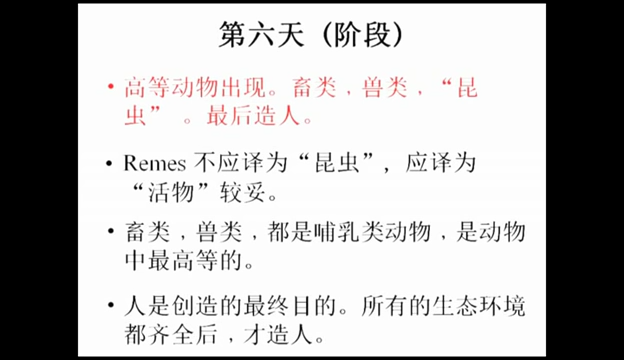 第六天（阶段）
• 高等动物出现。畜类，兽类，“昆
虫” 。最后造人。
• Remes 不应译为“昆虫”，应译为
“活物”较妥。
• 畜类，兽类，都是哺乳类动物，是动物
中最高等的。
• 人是创造的最终目的。所有的生态环境
都齐全后，才造人。